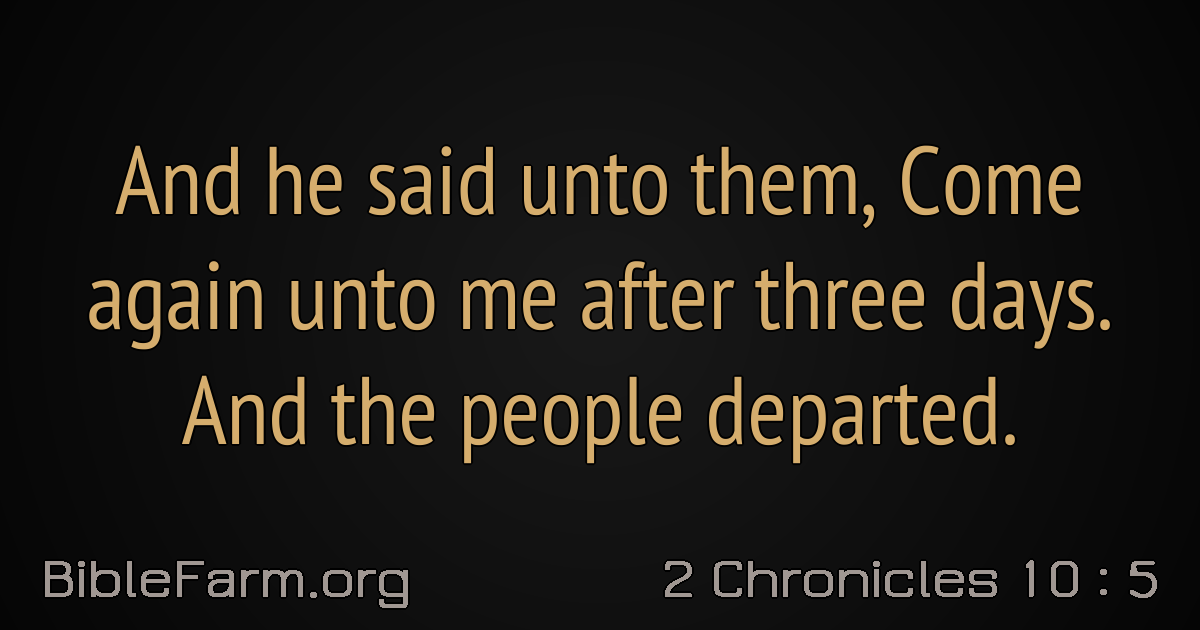 And he said unto them, Come
again unto me after three days.
And the people departed.
BibleFarm.org
2 Chronicles 10 : 5